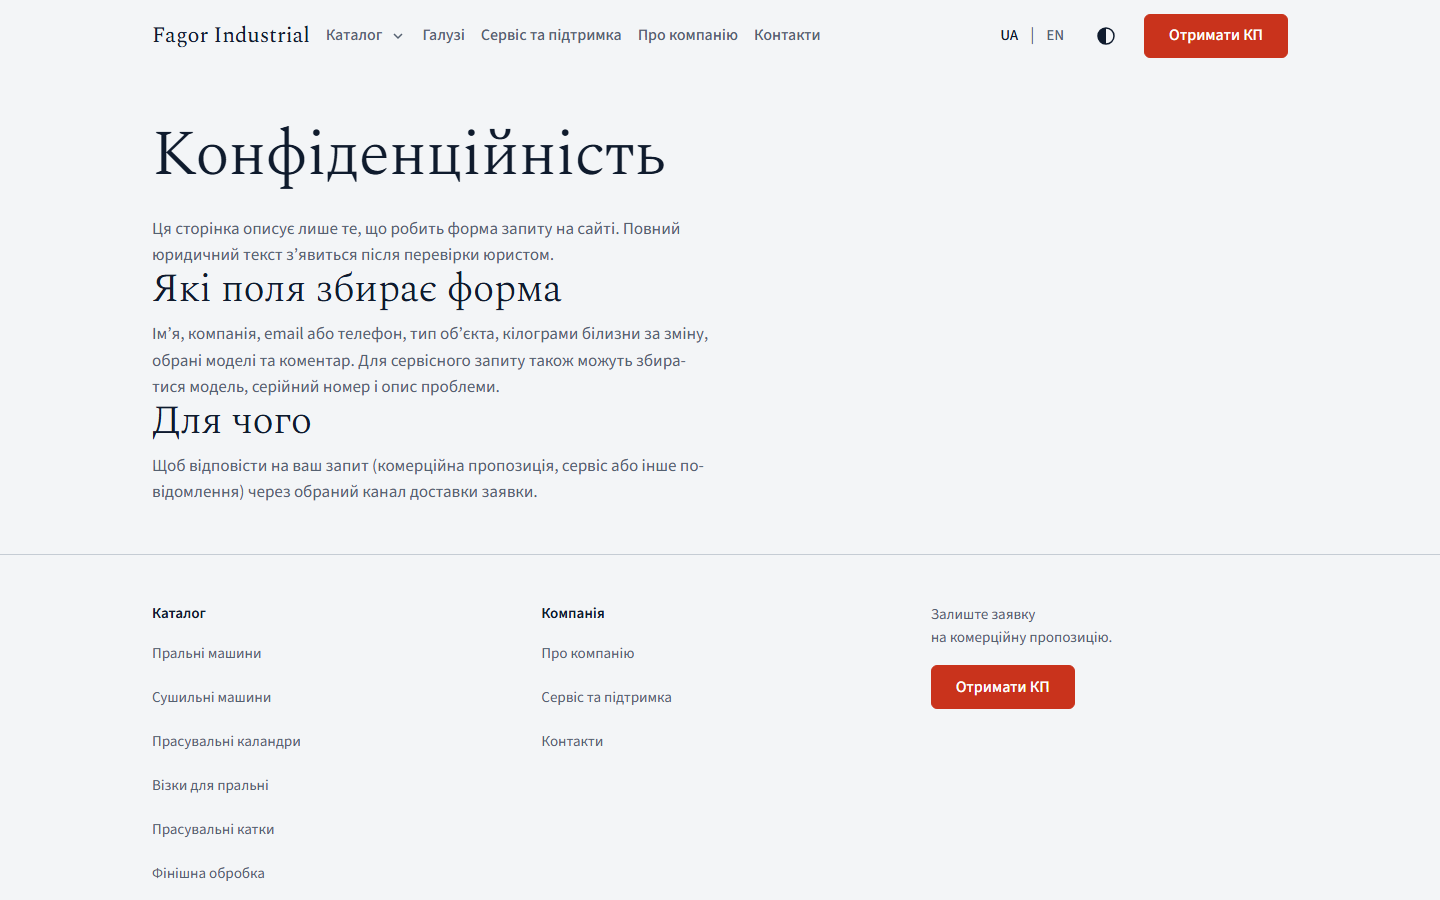 Fagor Industrial Каталог Галузі Сервіс та підтримка Про компанію Контакти UA | EN Отримати КП
Конфіденційність
Ця сторінка описує лише те, що робить форма запиту на сайті. Повний
юридичний текст з’явиться після перевірки юристом.
Які поля збирає форма
Ім’я, компанія, email або телефон, тип об’єкта, кілограми білизни за зміну,
обрані моделі та коментар. Для сервісного запиту також можуть збира-
тися модель, серійний номер і опис проблеми.
Для чого
Щоб відповісти на ваш запит (комерційна пропозиція, сервіс або інше по-
відомлення) через обраний канал доставки заявки.
Каталог
Пральні машини
Сушильні машини
Прасувальні каландри
Візки для пральні
Прасувальні катки
Фінішна обробка
Компанія
Про компанію
Сервіс та підтримка
Контакти
Залиште заявку
на комерційну пропозицію.
Отримати КП